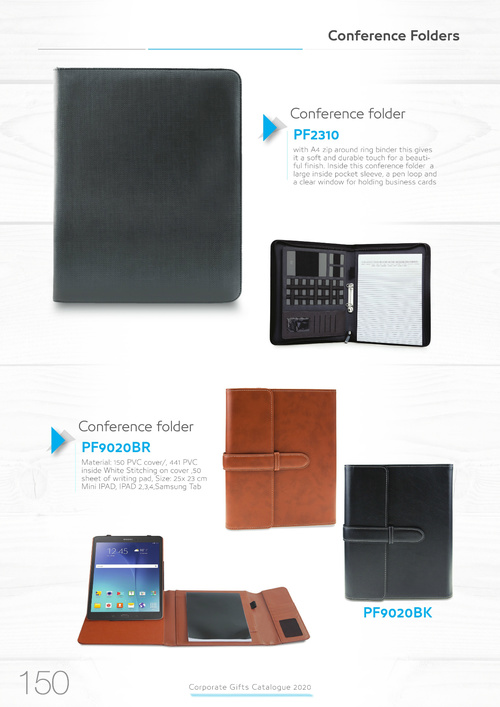 Conference Folders
Conference folder
PF2310
with A4 zip around ring binder this gives
it a soft and durable touch for a beauti-
ful finish. Inside this conference folder a
large inside pocket sleeve, a pen loop and
a clear window for holding business cards
Conference folder
PF9020BR
Material: 150 PVC cover/, 441 PVC
inside White Stitching on cover ,50
sheet of writing pad, Size: 25x 23 cm
Mini IPAD, IPAD 2,3,4,Samsung Tab
12:45
PF9020BK
150
Corporate Gifts Catalogue 2020